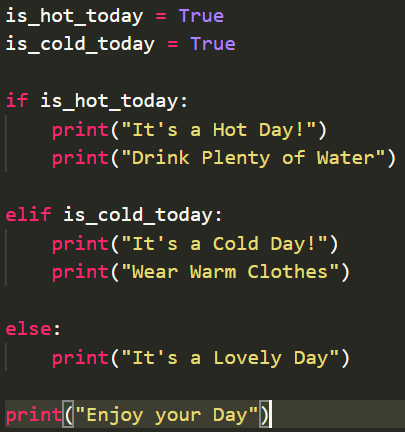 is_hot_today = True
is_cold_today = True
if is_hot_today:
    print("It's a Hot Day!")
    print("Drink Plenty of Water")
elif is_cold_today:
    print("It's a Cold Day!")
    print("Wear Warm Clothes")
else:
    print("It's a Lovely Day")
print("Enjoy your Day")